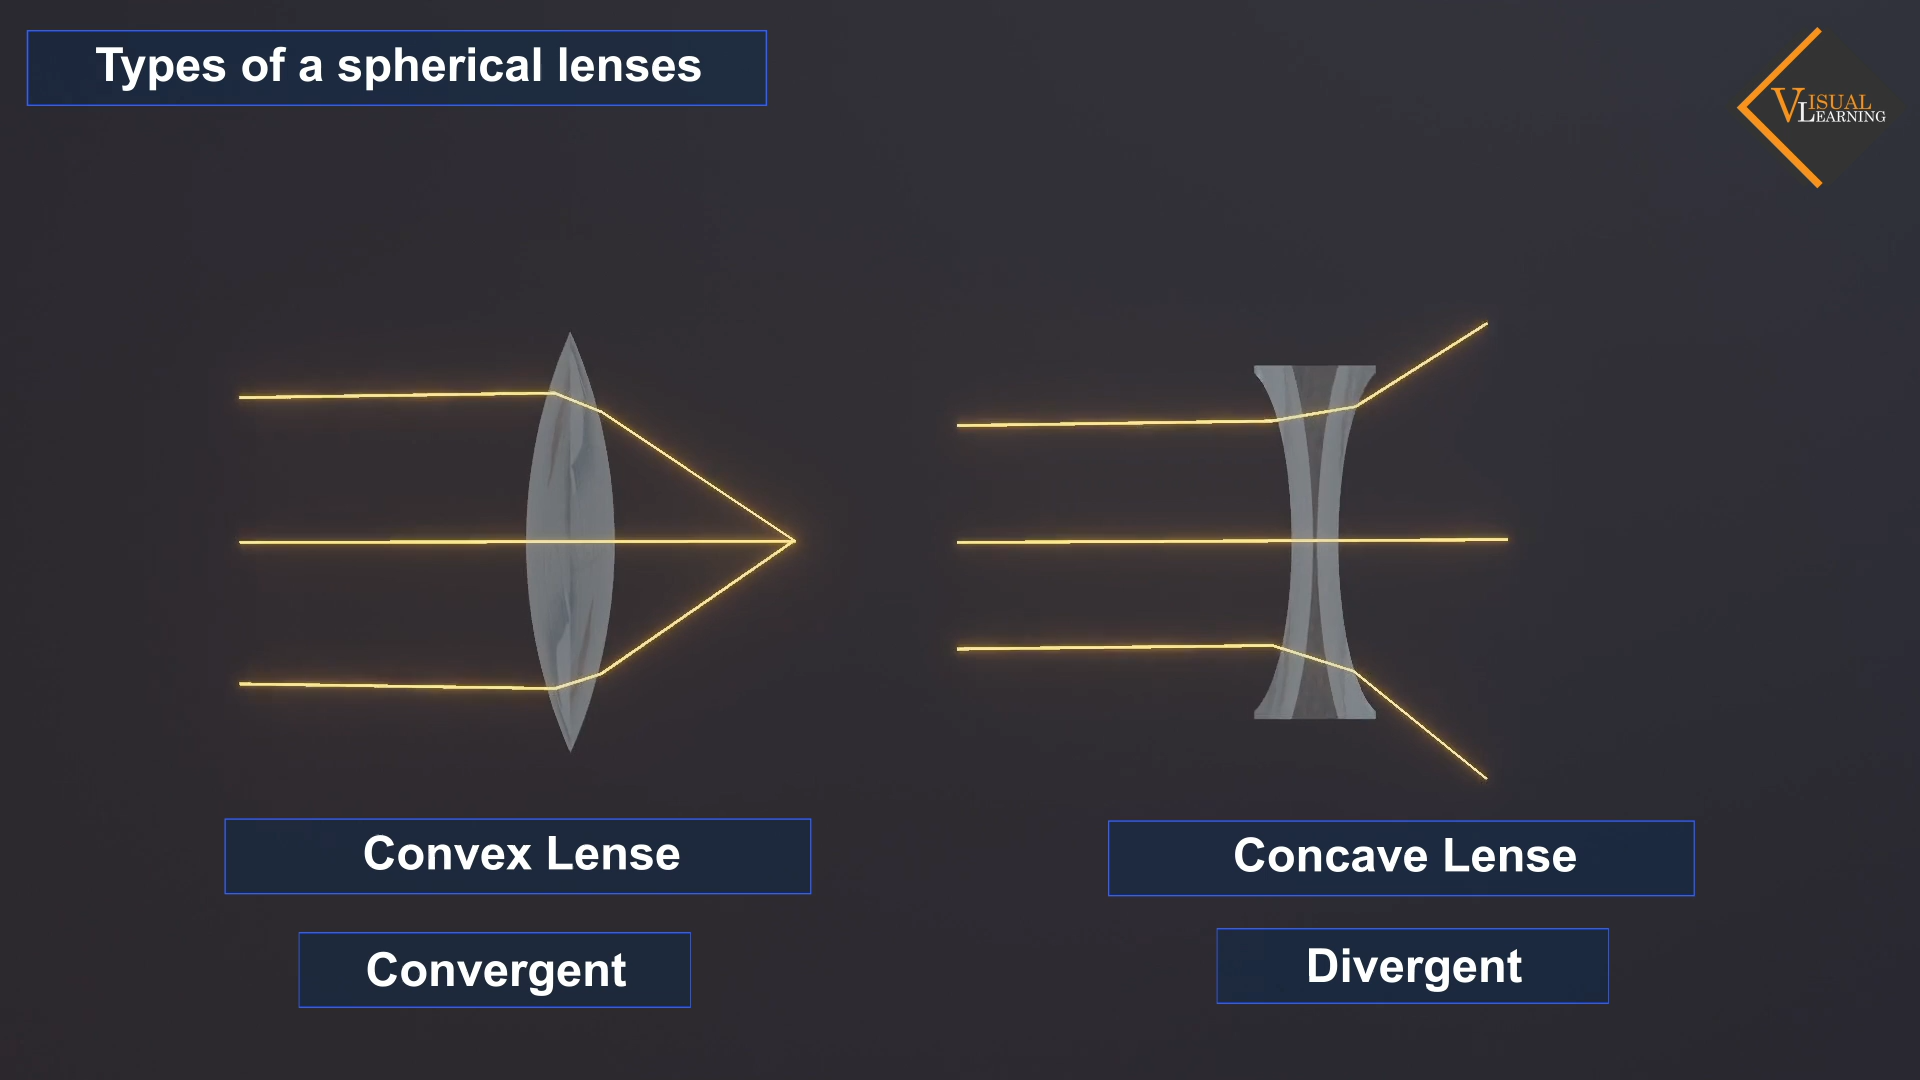 Types of a spherical lenses
VISUAL
LEARNING
Convex Lense
Concave Lense
Convergent
Divergent